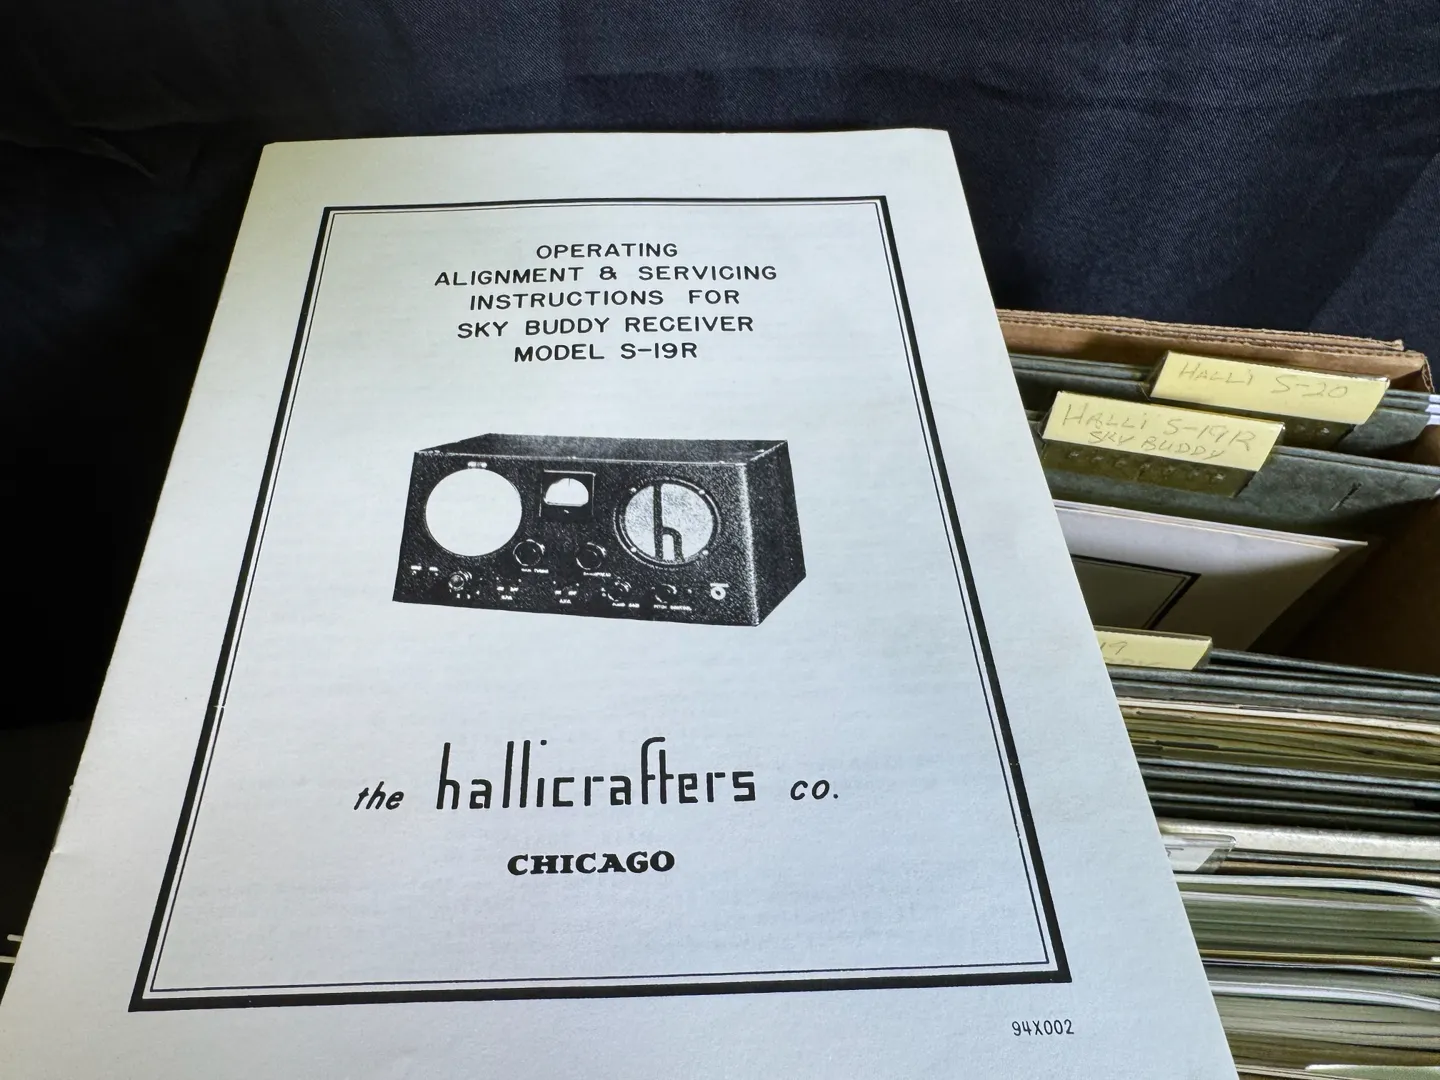 OPERATING
ALIGNMENT & SERVICING
INSTRUCTIONS FOR
SKY BUDDY RECEIVER
MODEL S-19R
h
the hallicrafters co.
CHICAGO
94X002
HALLI S-20
HALLI S-19R
SKY BUDDY